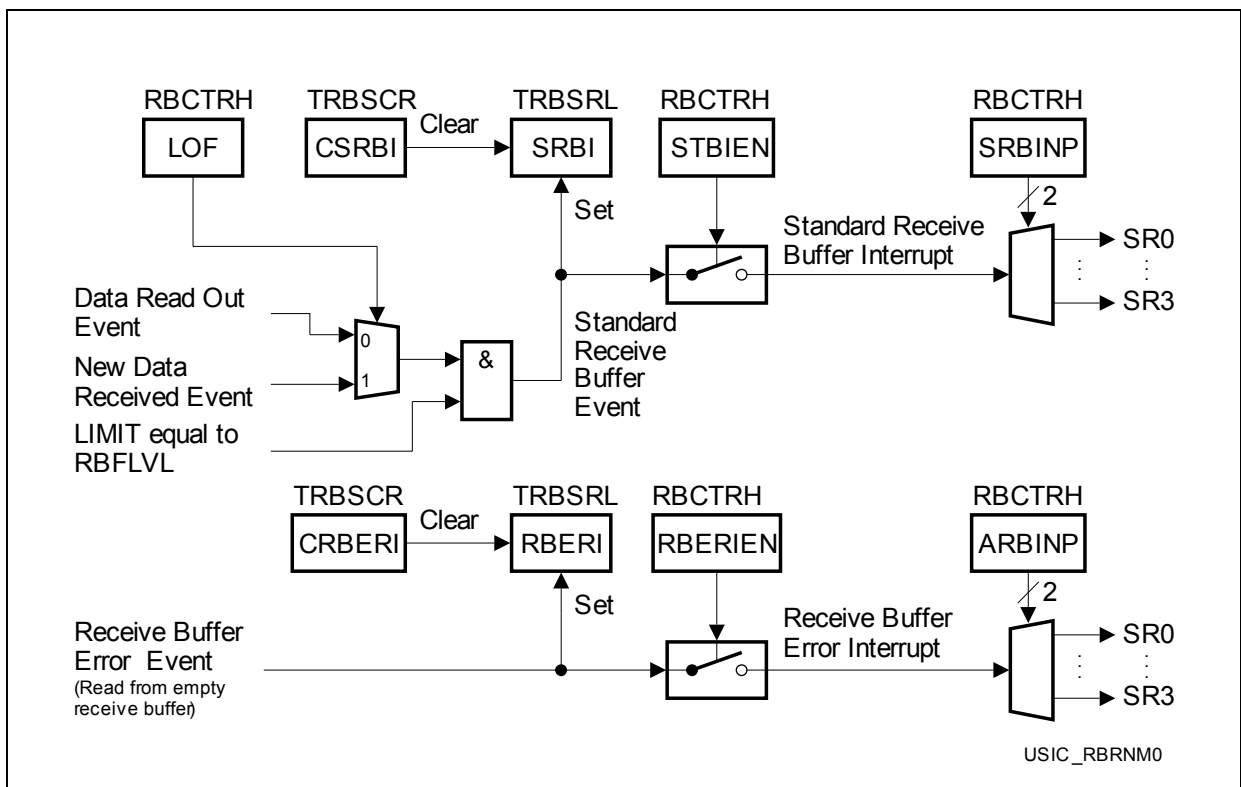 RBCTRH TRBSCR TRBSRL RBCTRH RBCTRH
LOF CSRBI Clear SRBI STBIEN SRBINP
Set
2
Standard Receive
Buffer Interrupt
SR0
SR3
Data Read Out
Event
0
New Data
Received Event
1
&
LIMIT equal to
RBFLVL
Standard
Receive
Buffer
Event
TRBSCR TRBSRL RBCTRH RBCTRH
CRBERI Clear RBERI RBERIEN ARBINP
Set
2
Receive Buffer
Error Event
(Read from empty
receive buffer)
Receive Buffer
Error Interrupt
SR0
SR3
USIC_RBRNM0